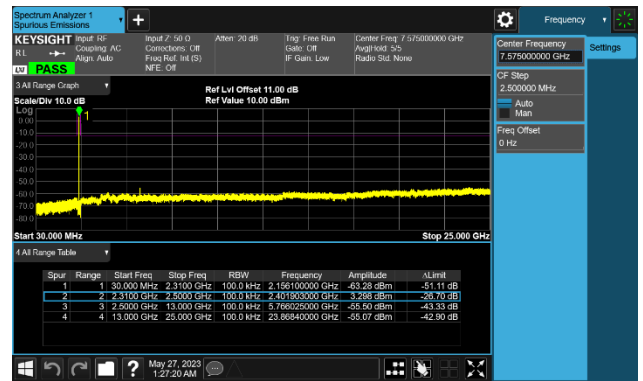 Spectrum Analyzer 1
Spurious Emissions
Frequency
KEYSIGHT Input: RF
Input Z: 50 Ω
Atten: 20 dB
Trig: Free Run
Center Freq: 7.575000000 GHz
RL
Coupling: AC
Corrections: Off
Gate: Off
Avg|Hold: 5/5
Align: Auto
Freq Ref: Int (S)
IF Gain: Low
Radio Std: None
LXI PASS
NFE: Off
Center Frequency
7.575000000 GHz
Settings
CF Step
2.500000 MHz
Auto
Man
Freq Offset
0 Hz
3 All Range Graph
Ref Lvl Offset 11.00 dB
Scale/Div 10.0 dB
Ref Value 10.00 dBm
Log
1
0.00
-10.0
-20.0
-30.0
-40.0
-50.0
-60.0
-70.0
-80.0
Start 30.000 MHz
Stop 25.000 GHz
4 All Range Table
Spur Range Start Freq Stop Freq RBW Frequency Amplitude ΔLimit
1 1 30.000 MHz 2.3100 GHz 100.0 kHz 2.156100000 GHz -63.28 dBm -51.11 dB
2 2 2.3100 GHz 2.5000 GHz 100.0 kHz 2.401903000 GHz 3.298 dBm -26.70 dB
3 3 2.5000 GHz 13.000 GHz 100.0 kHz 5.766025000 GHz -55.50 dBm -43.33 dB
4 4 13.000 GHz 25.000 GHz 100.0 kHz 23.86840000 GHz -55.07 dBm -42.90 dB
May 27, 2023
1:27:20 AM